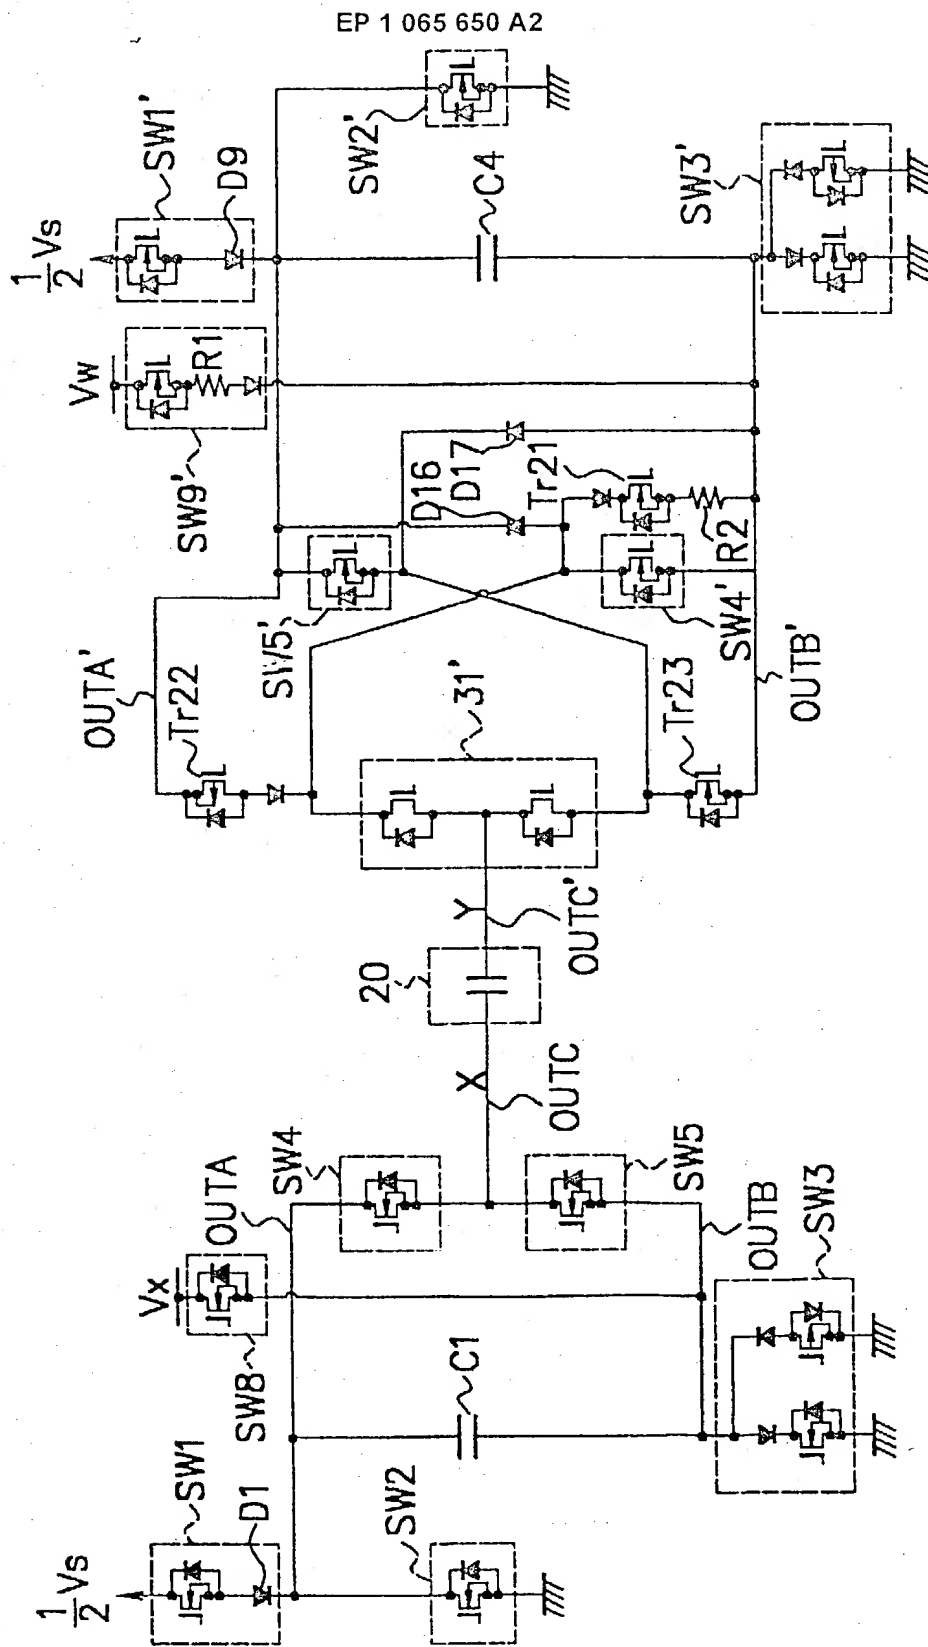 EP 1 065 650 A2
1/2 Vs
SW1'
D9
SW2'
C4
SW3'
Vw
R1
SW9'
D16
D17
Tr21
R2
SW5'
SW4'
OUTA'
Tr22
31'
Tr23
OUTB'
Y
OUTC'
20
X
OUTC
SW4
SW5
OUTA
OUTB
Vx
SW8
SW3
C1
1/2 Vs
SW1
D1
SW2